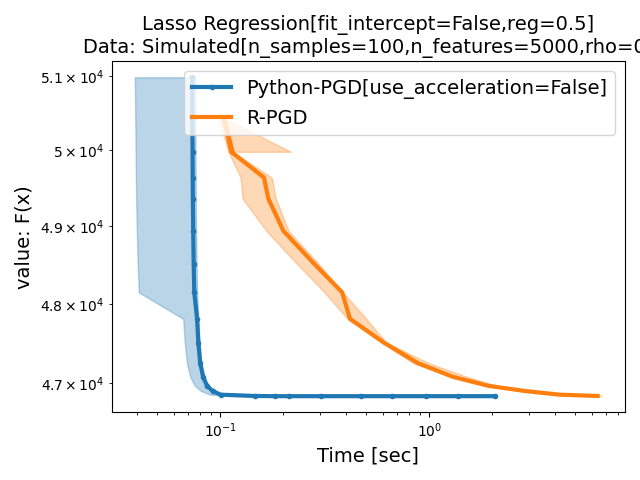 Lasso Regression[fit_intercept=False,reg=0.5]
Data: Simulated[n_samples=100,n_features=5000,rho=0
Python-PGD[use_acceleration=False]
R-PGD
value: F(x)
5.1 × 10⁴
5 × 10⁴
4.9 × 10⁴
4.8 × 10⁴
4.7 × 10⁴
10⁻¹
10⁰
Time [sec]